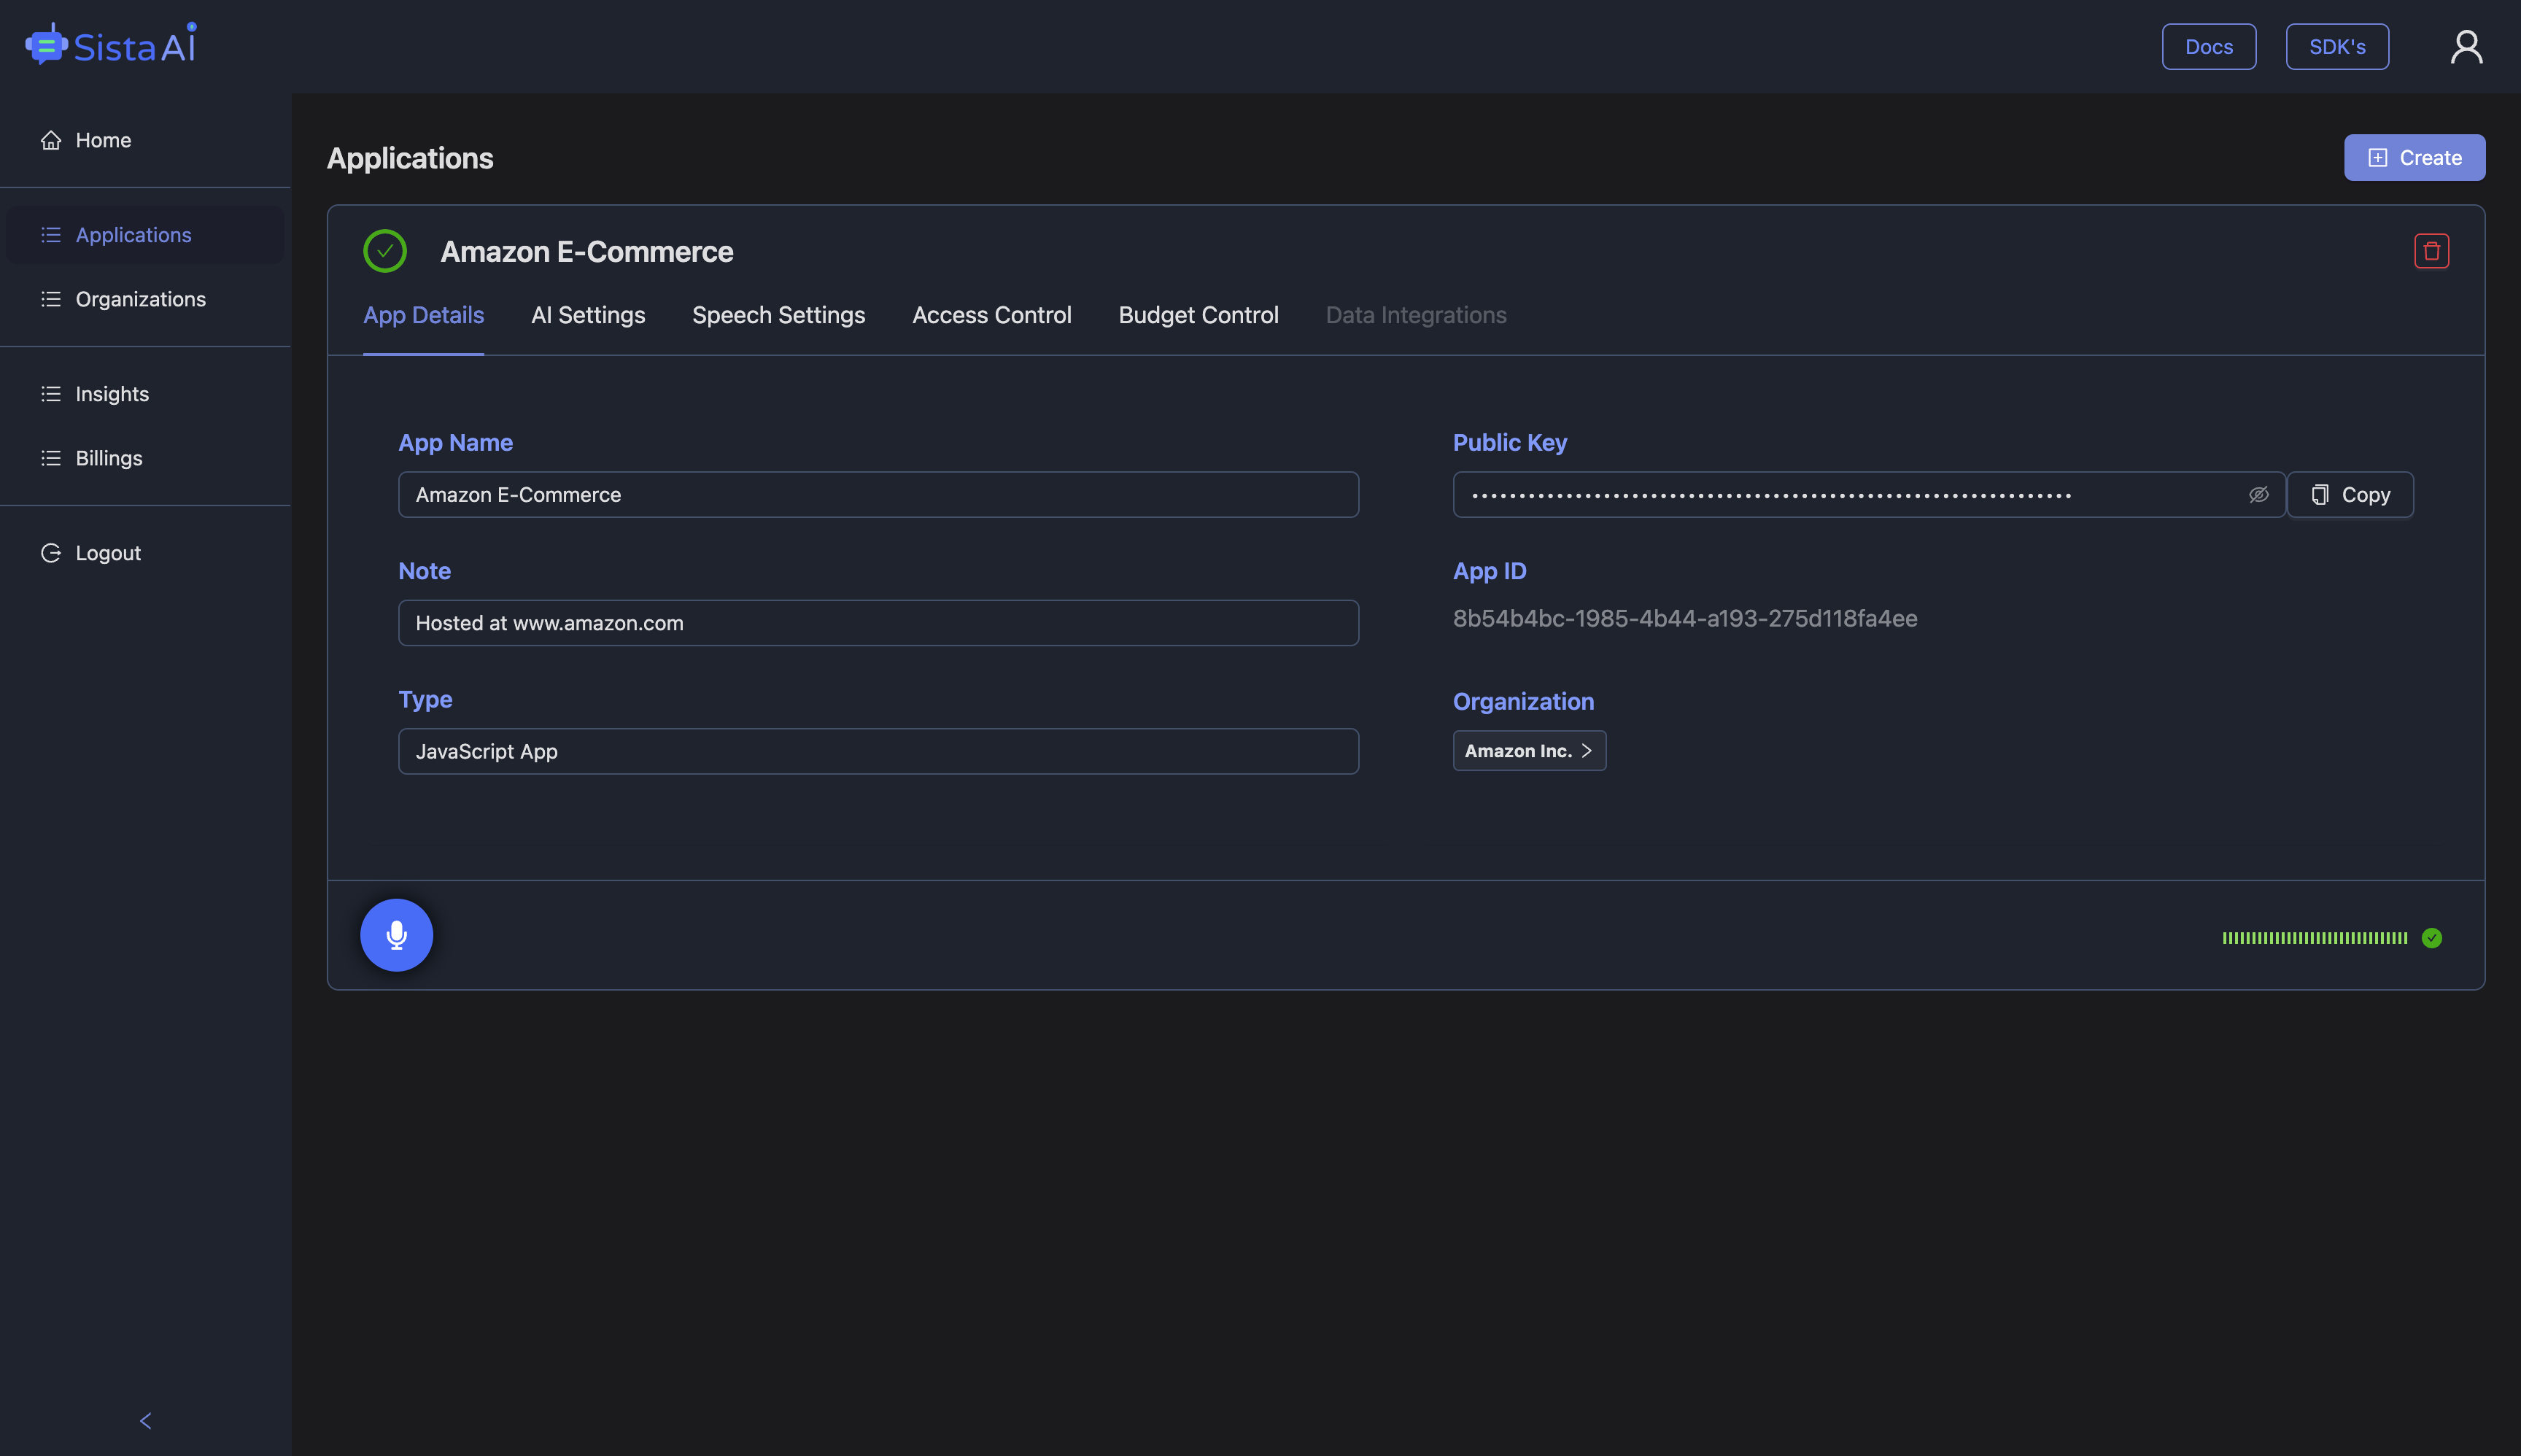 Sista Ai
Docs
SDK's
Home
Applications
Organizations
Insights
Billings
Logout
Applications
Create
Amazon E-Commerce
App Details
AI Settings
Speech Settings
Access Control
Budget Control
Data Integrations
App Name
Amazon E-Commerce
Note
Hosted at www.amazon.com
Type
JavaScript App
Public Key
Copy
App ID
8b54b4bc-1985-4b44-a193-275d118fa4ee
Organization
Amazon Inc.